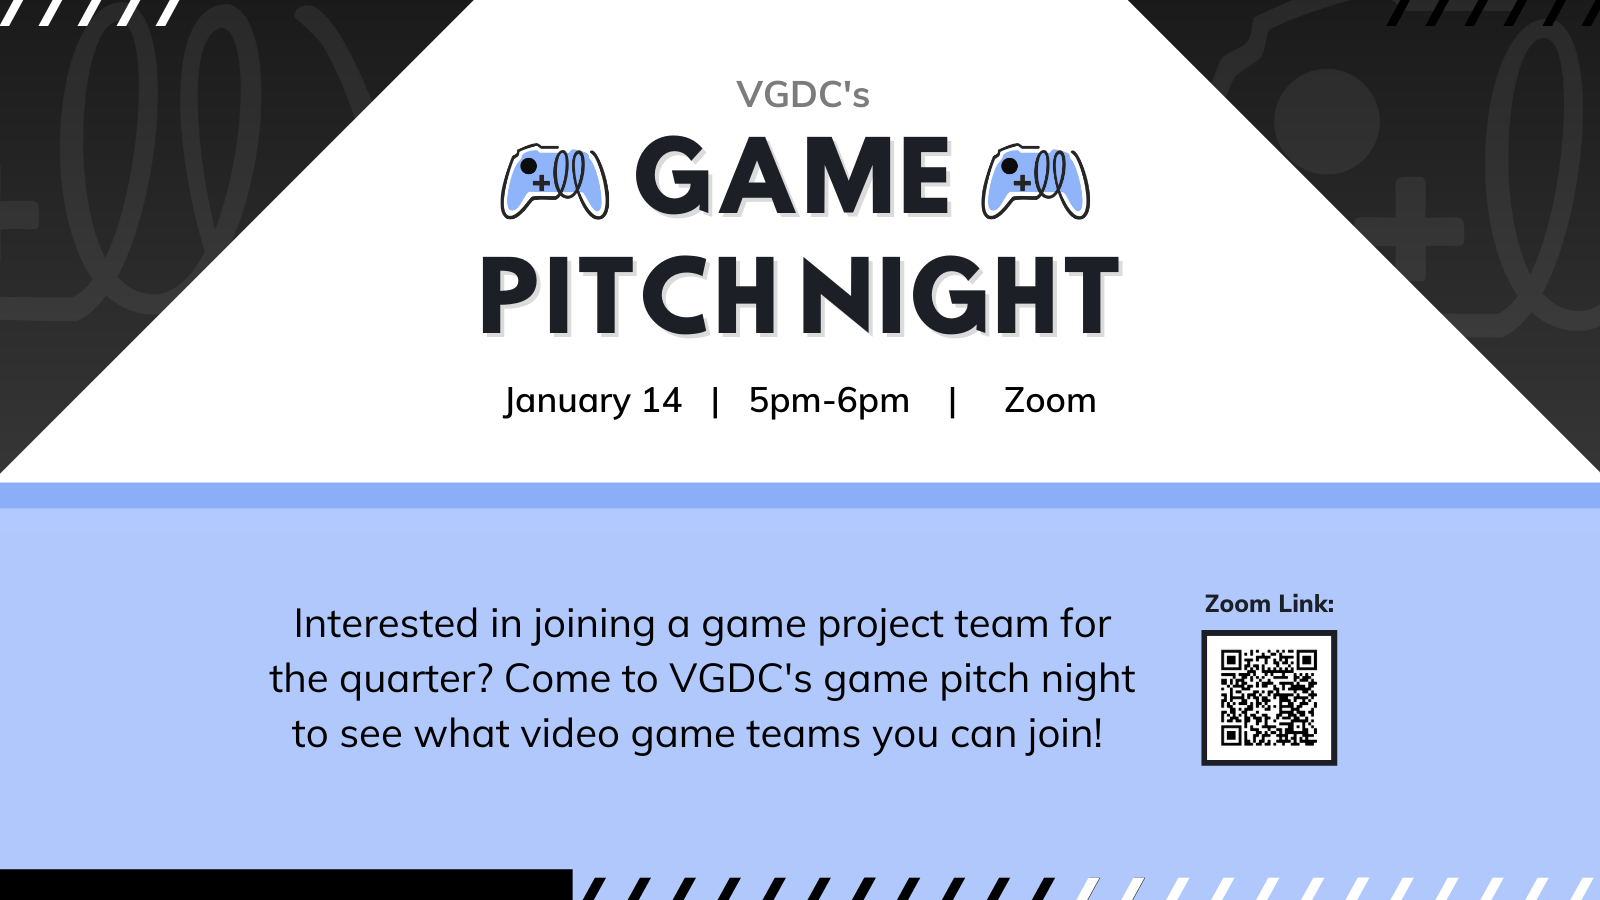 VGDC's
GAME
PITCH NIGHT
January 14 | 5pm-6pm | Zoom
Interested in joining a game project team for
the quarter? Come to VGDC's game pitch night
to see what video game teams you can join!
Zoom Link: